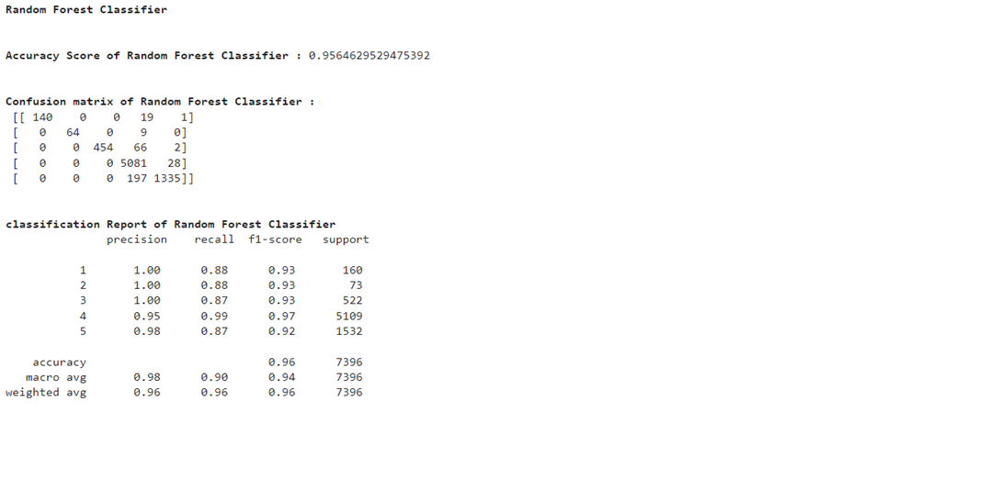 Random Forest Classifier
Accuracy Score of Random Forest Classifier : 0.9564629529475392
Confusion matrix of Random Forest Classifier :
[[ 140    0    0   19    1]
[   0   64    0    9    0]
[   0    0  454   66    2]
[   0    0    0 5081   28]
[   0    0    0  197 1335]]
classification Report of Random Forest Classifier
precision    recall  f1-score   support
1       1.00      0.88      0.93       160
2       1.00      0.88      0.93        73
3       1.00      0.87      0.93       522
4       0.95      0.99      0.97      5109
5       0.98      0.87      0.92      1532
accuracy                           0.96      7396
macro avg       0.98      0.90      0.94      7396
weighted avg       0.96      0.96      0.96      7396